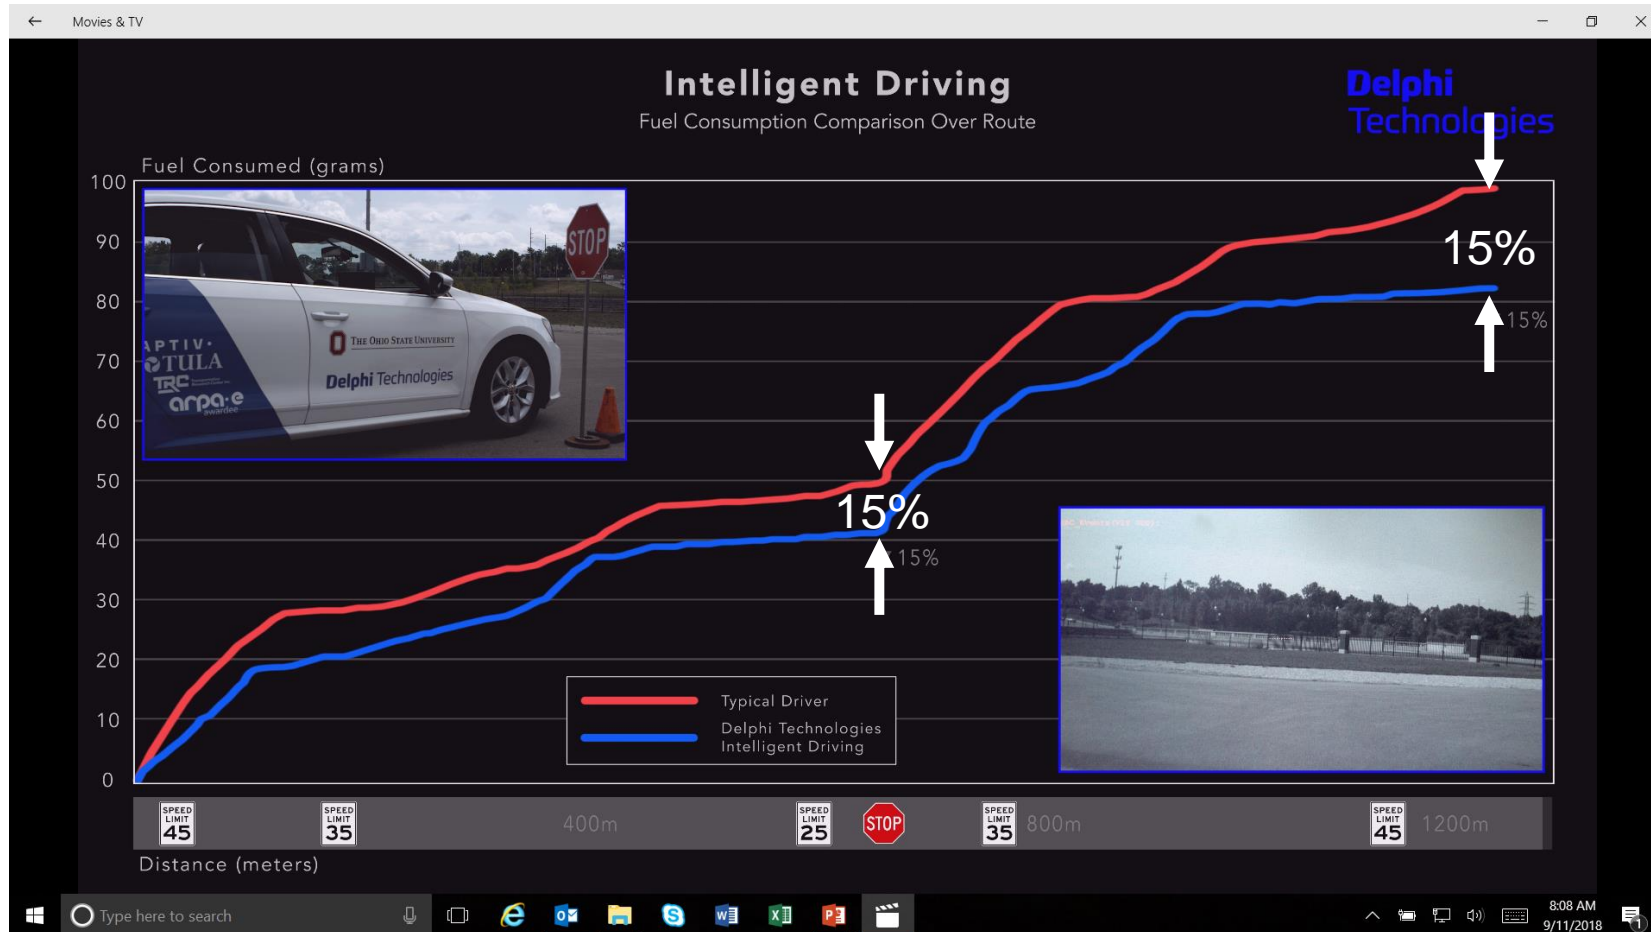 Movies & TV
Intelligent Driving
Fuel Consumption Comparison Over Route
Delphi
Technologies
Fuel Consumed (grams)
100
90
80
70
60
50
40
30
20
10
0
STOP
THE OHIO STATE UNIVERSITY
Delphi Technologies
APTIV
TULA
TRC
arpa·e
awardee
15%
15%
15%
15%
Typical Driver
Delphi Technologies
Intelligent Driving
SPEED
LIMIT
45
SPEED
LIMIT
35
400m
SPEED
LIMIT
25
STOP
SPEED
LIMIT
35
800m
SPEED
LIMIT
45
1200m
Distance (meters)
Type here to search
8:08 AM
9/11/2018
1